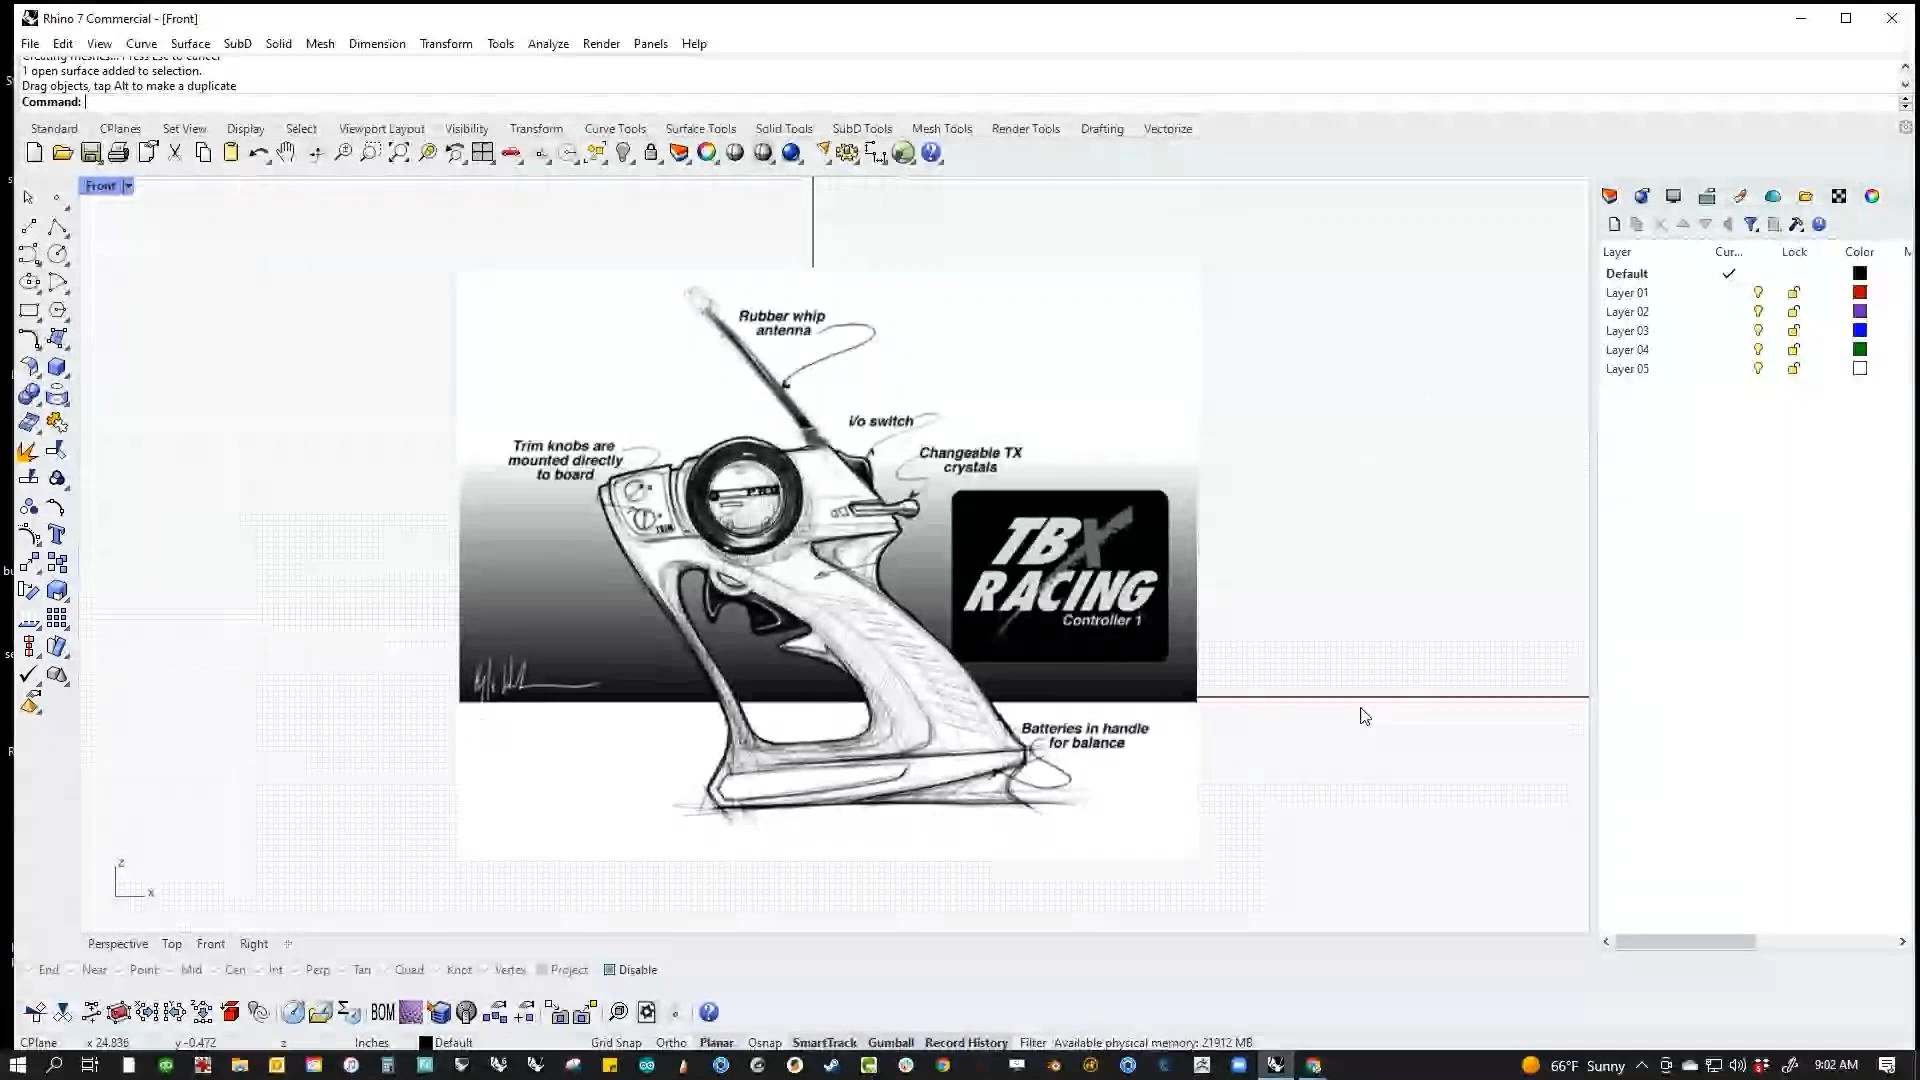 Rhino 7 Commercial - [Front]
File Edit View Curve Surface SubD Solid Mesh Dimension Transform Tools Analyze Render Panels Help
Creating meshes... Press Esc to cancel
1 open surface added to selection.
Drag objects, tap Alt to make a duplicate
Command:
Standard CPlanes Set View Display Select Viewport Layout Visibility Transform Curve Tools Surface Tools Solid Tools SubD Tools Mesh Tools Render Tools Drafting Vectorize
Front
Layer Cur... Lock Color M
Default
Layer 01
Layer 02
Layer 03
Layer 04
Layer 05
Rubber whip
antenna
i/o switch
Changeable TX
crystals
Trim knobs are
mounted directly
to board
TRIM
TBX
RACING
Controller 1
Batteries in handle
for balance
z
x
Perspective Top Front Right
End Near Point Mid Cen Int Perp Tan Quad Knot Vertex Project Disable
BOM
CPlane x 24.836 y -0.472 z Inches Default Grid Snap Ortho Planar Osnap SmartTrack Gumball Record History Filter Available physical memory: 21912 MB
66°F Sunny 9:02 AM